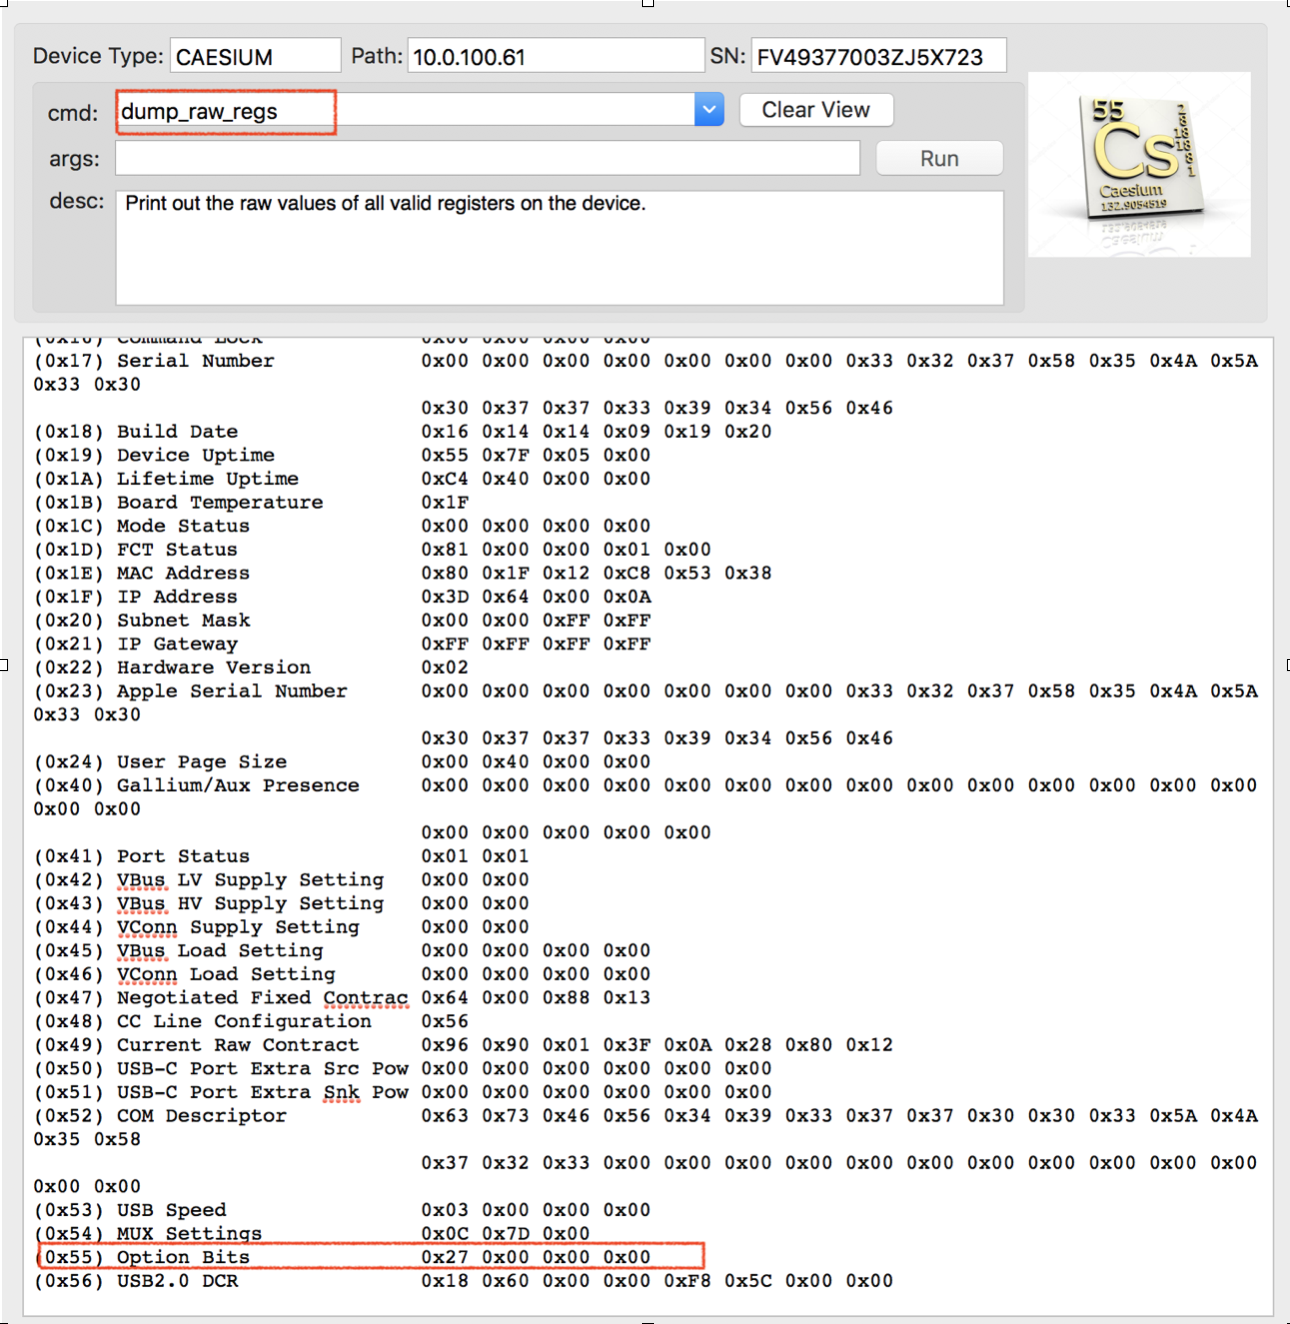 Device Type: CAESIUM Path: 10.0.100.61 SN: FV49377003ZJ5X723
cmd: dump_raw_regs Clear View
args: Run
desc: Print out the raw values of all valid registers on the device.
55
Cs
Caesium
132.9054519
2
8
18
18
8
1
(0x16) Command Lock 0x00 0x00 0x00 0x00
(0x17) Serial Number 0x00 0x00 0x00 0x00 0x00 0x00 0x00 0x33 0x32 0x37 0x58 0x35 0x4A 0x5A
0x33 0x30
0x30 0x37 0x37 0x33 0x39 0x34 0x56 0x46
(0x18) Build Date 0x16 0x14 0x14 0x09 0x19 0x20
(0x19) Device Uptime 0x55 0x7F 0x05 0x00
(0x1A) Lifetime Uptime 0xC4 0x40 0x00 0x00
(0x1B) Board Temperature 0x1F
(0x1C) Mode Status 0x00 0x00 0x00 0x00
(0x1D) FCT Status 0x81 0x00 0x00 0x01 0x00
(0x1E) MAC Address 0x80 0x1F 0x12 0xC8 0x53 0x38
(0x1F) IP Address 0x3D 0x64 0x00 0x0A
(0x20) Subnet Mask 0x00 0x00 0xFF 0xFF
(0x21) IP Gateway 0xFF 0xFF 0xFF 0xFF
(0x22) Hardware Version 0x02
(0x23) Apple Serial Number 0x00 0x00 0x00 0x00 0x00 0x00 0x00 0x33 0x32 0x37 0x58 0x35 0x4A 0x5A
0x33 0x30
0x30 0x37 0x37 0x33 0x39 0x34 0x56 0x46
(0x24) User Page Size 0x00 0x40 0x00 0x00
(0x40) Gallium/Aux Presence 0x00 0x00 0x00 0x00 0x00 0x00 0x00 0x00 0x00 0x00 0x00 0x00 0x00 0x00
0x00 0x00
0x00 0x00 0x00 0x00 0x00
(0x41) Port Status 0x01 0x01
(0x42) VBus LV Supply Setting 0x00 0x00
(0x43) VBus HV Supply Setting 0x00 0x00
(0x44) VConn Supply Setting 0x00 0x00
(0x45) VBus Load Setting 0x00 0x00 0x00 0x00
(0x46) VConn Load Setting 0x00 0x00 0x00 0x00
(0x47) Negotiated Fixed Contrac 0x64 0x00 0x88 0x13
(0x48) CC Line Configuration 0x56
(0x49) Current Raw Contract 0x96 0x90 0x01 0x3F 0x0A 0x28 0x80 0x12
(0x50) USB-C Port Extra Src Pow 0x00 0x00 0x00 0x00 0x00 0x00
(0x51) USB-C Port Extra Snk Pow 0x00 0x00 0x00 0x00 0x00 0x00
(0x52) COM Descriptor 0x63 0x73 0x46 0x56 0x34 0x39 0x33 0x37 0x37 0x30 0x30 0x33 0x5A 0x4A
0x35 0x58
0x37 0x32 0x33 0x00 0x00 0x00 0x00 0x00 0x00 0x00 0x00 0x00 0x00 0x00
0x00 0x00
(0x53) USB Speed 0x03 0x00 0x00 0x00
(0x54) MUX Settings 0x0C 0x7D 0x00
(0x55) Option Bits 0x27 0x00 0x00 0x00
(0x56) USB2.0 DCR 0x18 0x60 0x00 0x00 0xF8 0x5C 0x00 0x00